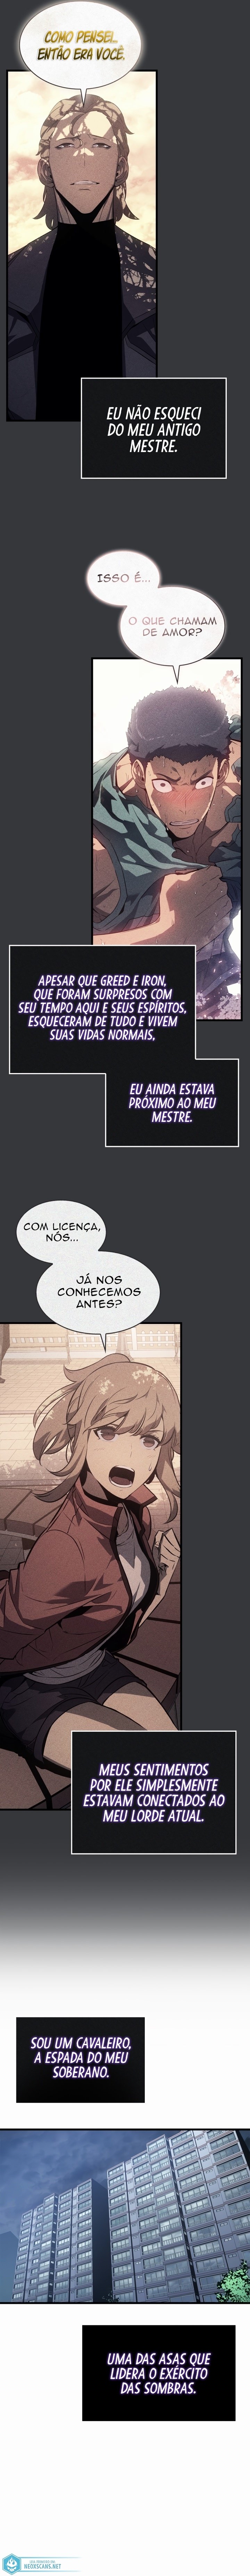 COMO PENSEI...
ENTÃO ERA VOCÊ.
EU NÃO ESQUECI
DO MEU ANTIGO
MESTRE.
ISSO É...
O QUE CHAMAM
DE AMOR?
APESAR QUE GREED E IRON,
QUE FORAM SURPRESOS COM
SEU TEMPO AQUI E SEUS ESPÍRITOS,
ESQUECERAM DE TUDO E VIVEM
SUAS VIDAS NORMAIS,
EU AINDA ESTAVA
PRÓXIMO AO MEU
MESTRE.
COM LICENÇA,
NÓS...
JÁ NOS
CONHECEMOS
ANTES?
MEUS SENTIMENTOS
POR ELE SIMPLESMENTE
ESTAVAM CONECTADOS AO
MEU LORDE ATUAL.
SOU UM CAVALEIRO,
A ESPADA DO MEU
SOBERANO.
UMA DAS ASAS QUE
LIDERA O EXÉRCITO
DAS SOMBRAS.
NEOXSCANS.NET